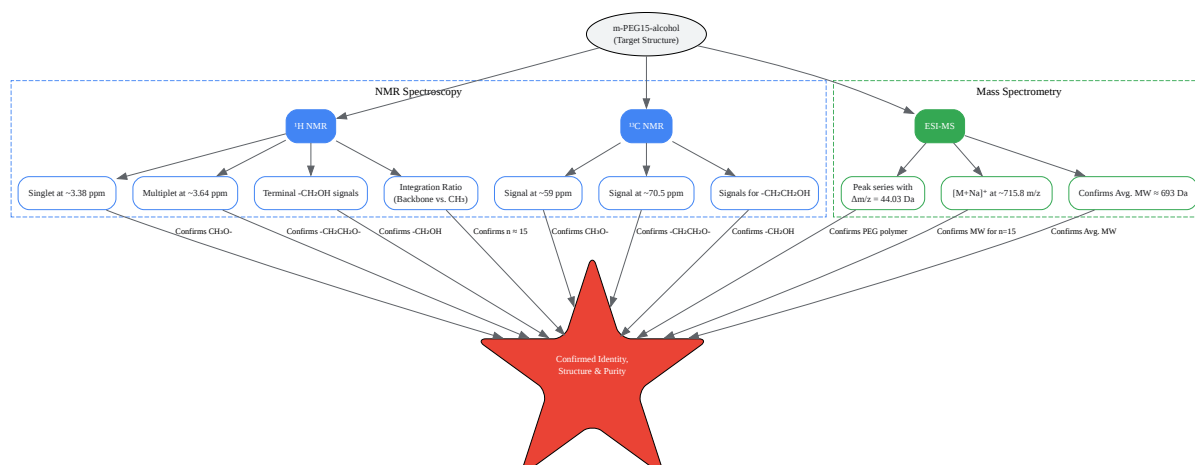 m-PEG15-alcohol
(Target Structure)
NMR Spectroscopy
Mass Spectrometry
¹H NMR
¹³C NMR
ESI-MS
Singlet at ~3.38 ppm
Multiplet at ~3.64 ppm
Terminal -CH₂OH signals
Integration Ratio
(Backbone vs. CH₃)
Signal at ~59 ppm
Signal at ~70.5 ppm
Signals for -CH₂CH₂OH
Peak series with
Δm/z = 44.03 Da
[M+Na]⁺ at ~715.8 m/z
Confirms Avg. MW ≈ 693 Da
Confirms CH₃O-
Confirms -CH₂CH₂O-
Confirms -CH₂OH
Confirms n ≈ 15
Confirms CH₃O-
Confirms -CH₂CH₂O-
Confirms -CH₂OH
Confirms PEG polymer
Confirms MW for n=15
Confirms Avg. MW
Confirmed Identity,
Structure & Purity